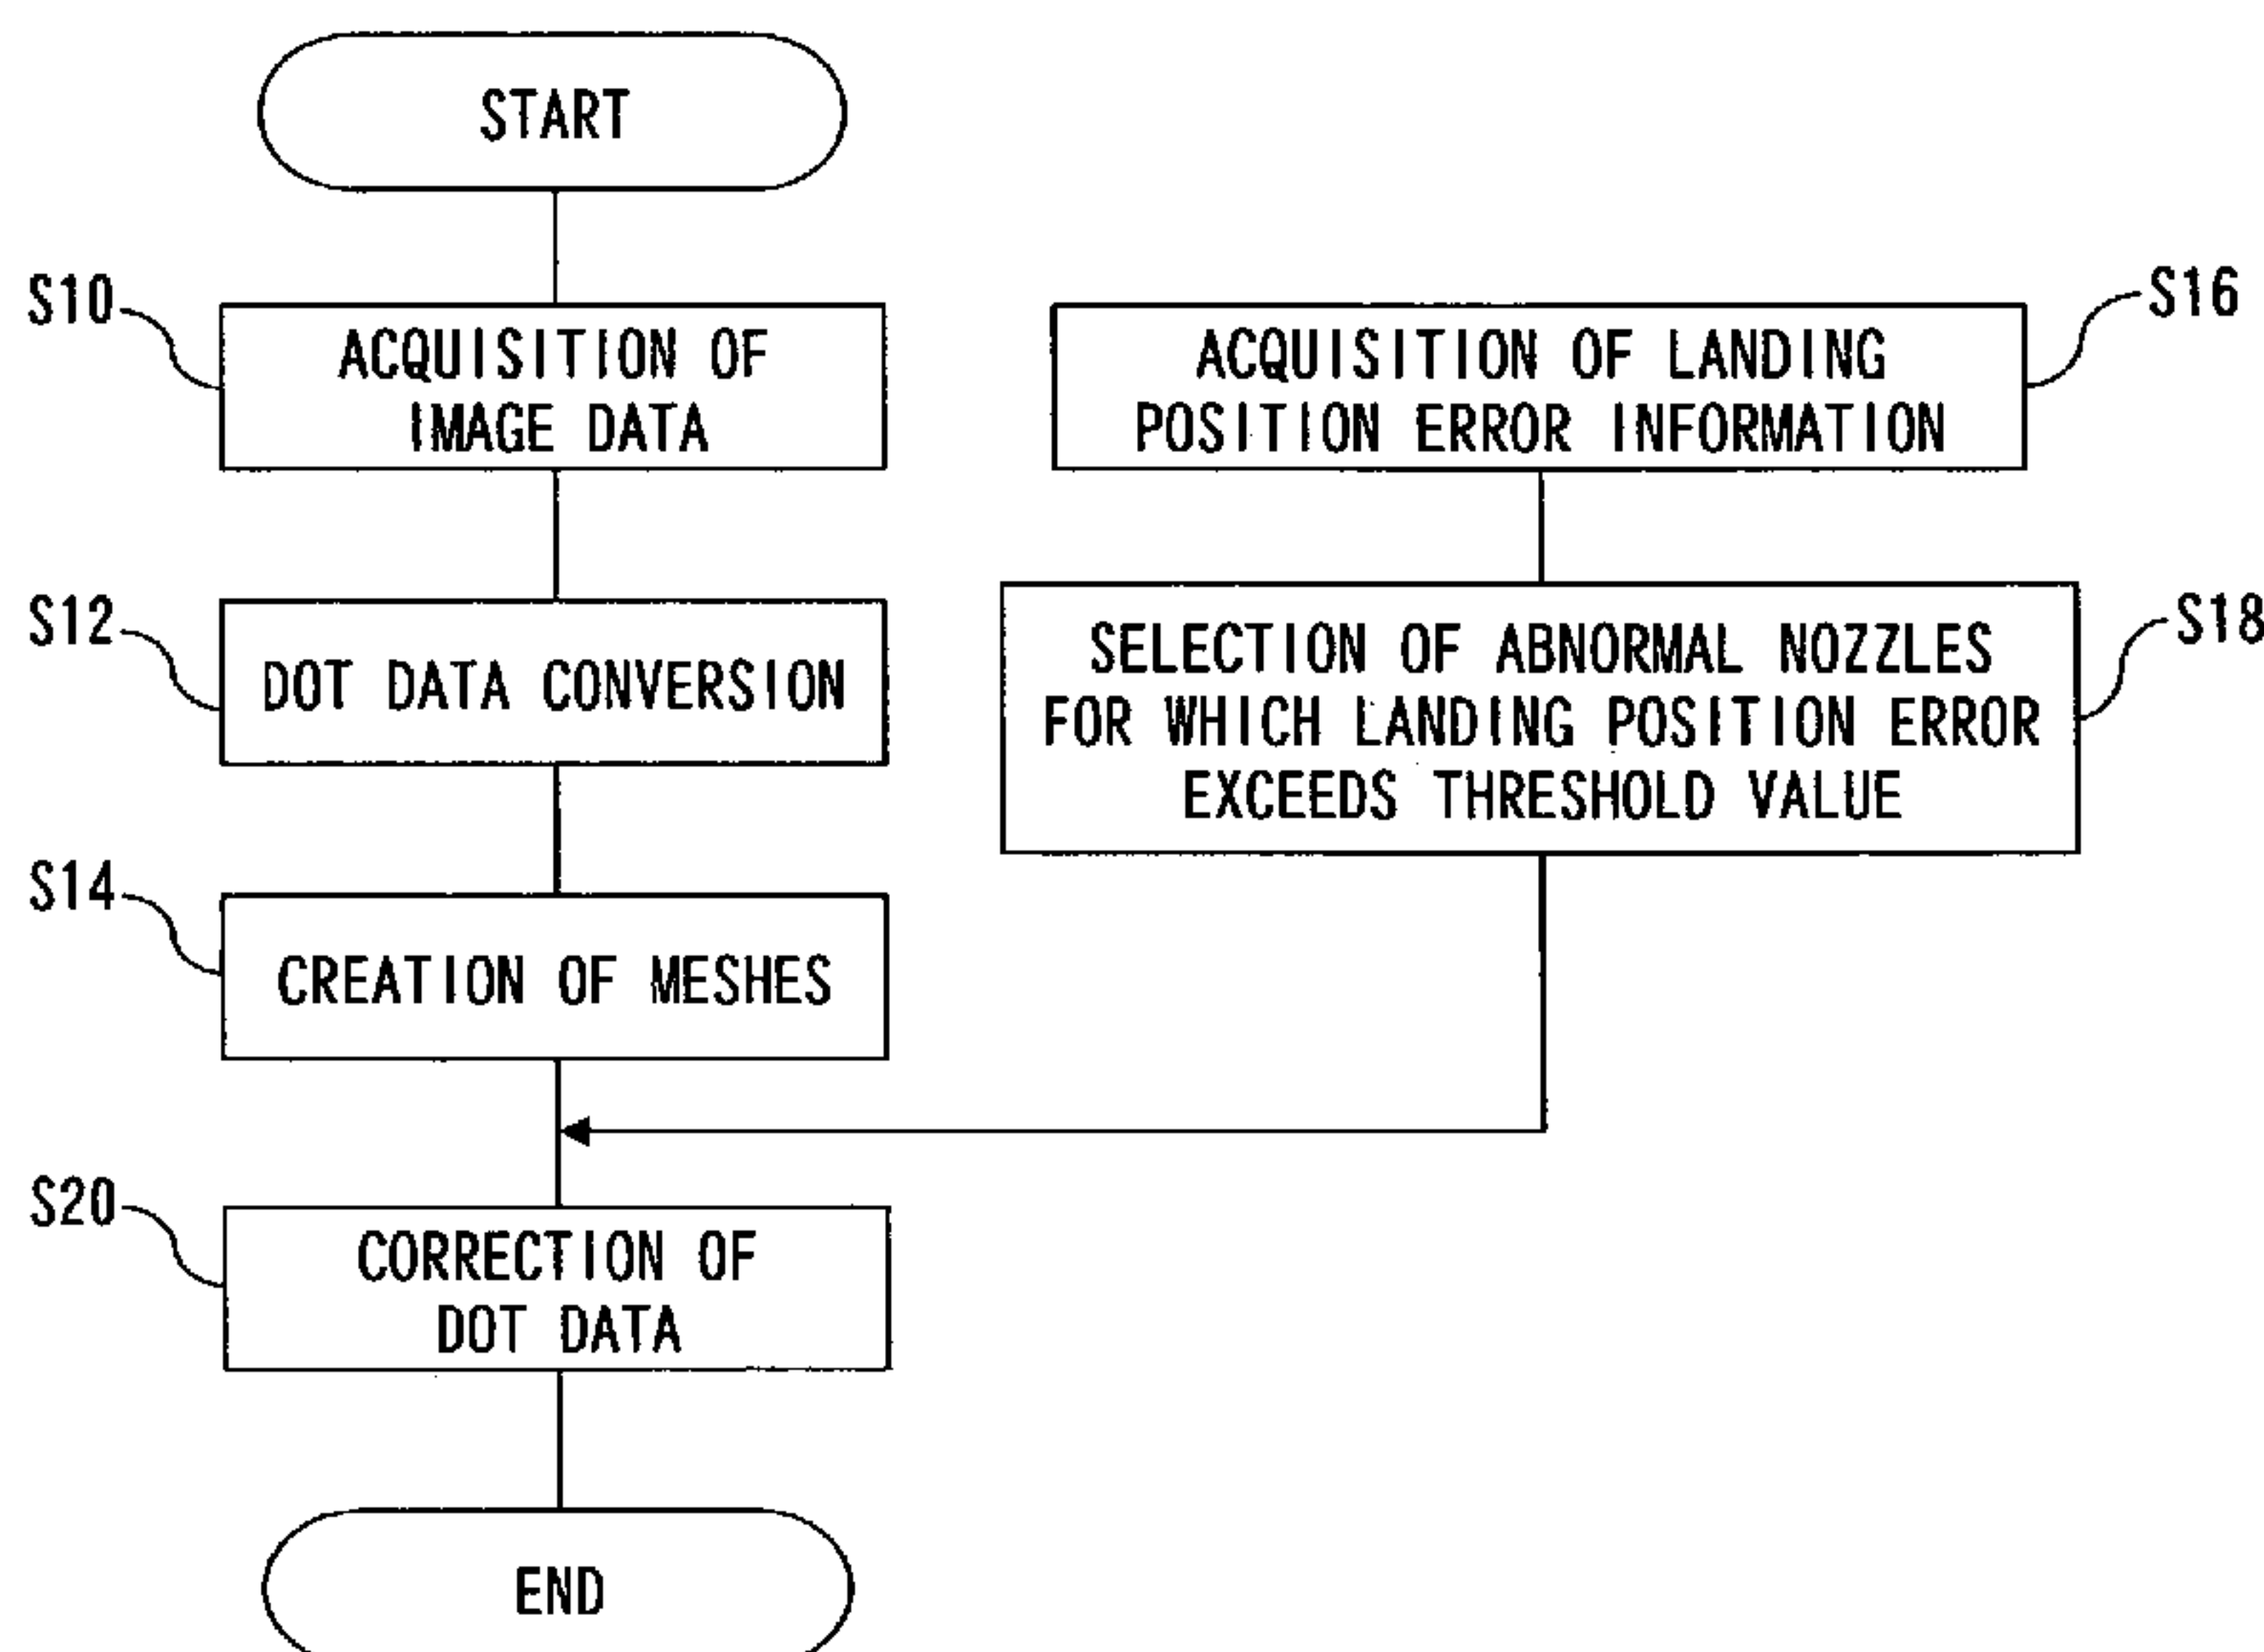 START
S10
ACQUISITION OF
IMAGE DATA
S12
DOT DATA CONVERSION
S14
CREATION OF MESHES
S16
ACQUISITION OF LANDING
POSITION ERROR INFORMATION
S18
SELECTION OF ABNORMAL NOZZLES
FOR WHICH LANDING POSITION ERROR
EXCEEDS THRESHOLD VALUE
S20
CORRECTION OF
DOT DATA
END